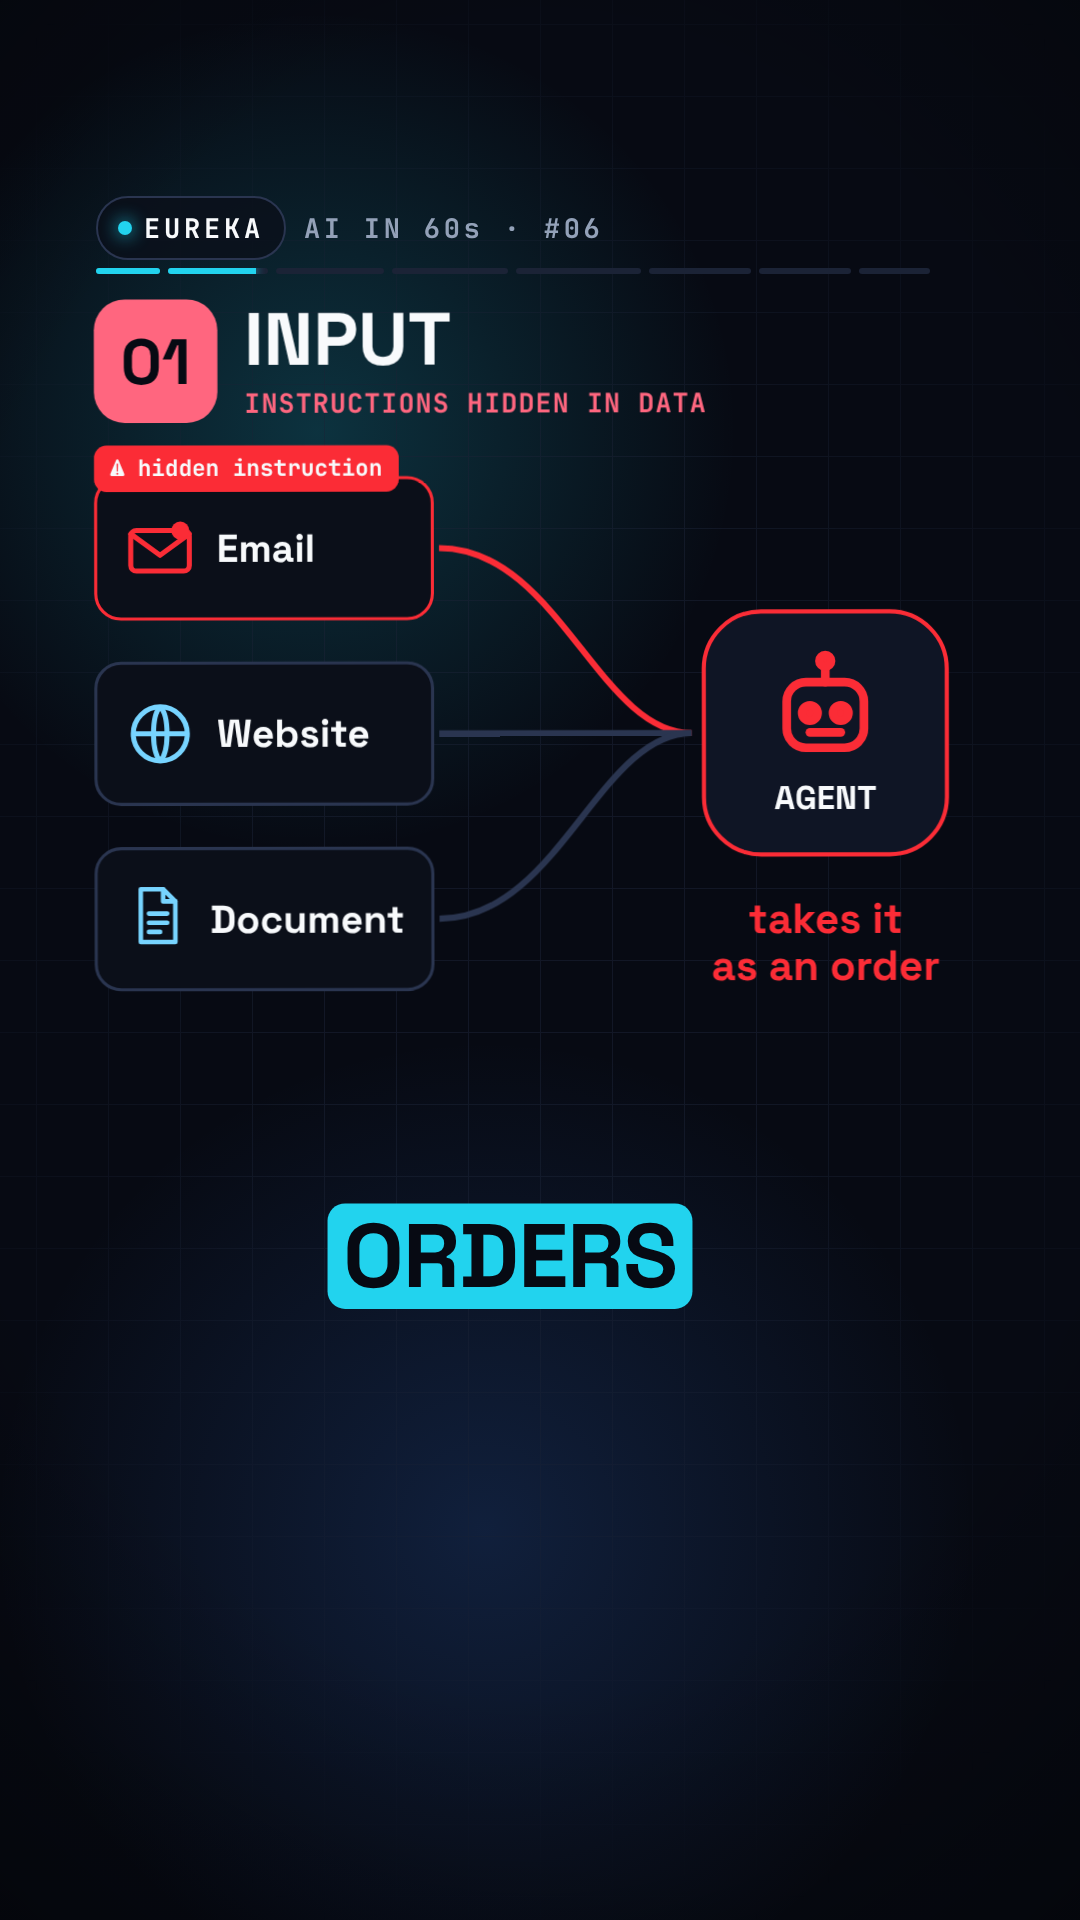 EUREKA AI IN 60s · #06
01
INPUT
INSTRUCTIONS HIDDEN IN DATA
⚠ hidden instruction
Email
Website
Document
AGENT
takes it
as an order
ORDERS